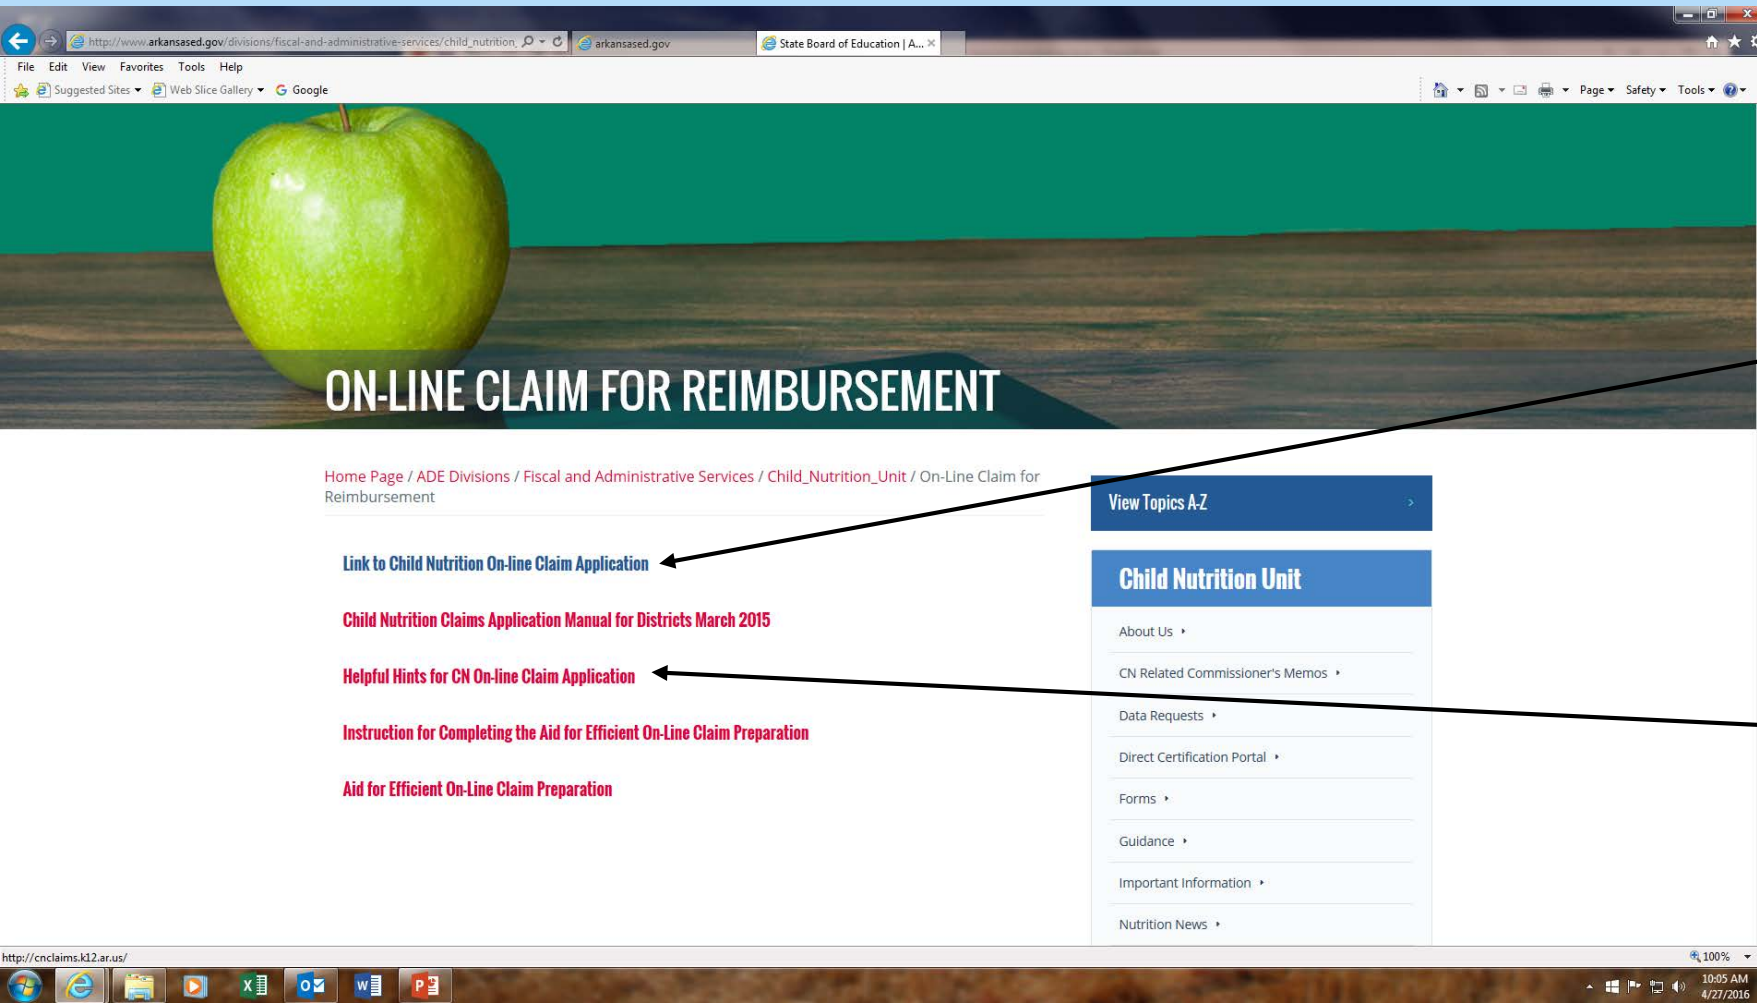 http://www.arkansased.gov/divisions/fiscal-and-administrative-services/child_nutrition_
arkansased.gov
State Board of Education | A...
File Edit View Favorites Tools Help
Suggested Sites Web Slice Gallery Google
Page Safety Tools
ON-LINE CLAIM FOR REIMBURSEMENT
Home Page / ADE Divisions / Fiscal and Administrative Services / Child_Nutrition_Unit / On-Line Claim for
Reimbursement
View Topics A-Z
Link to Child Nutrition On-line Claim Application
Child Nutrition Claims Application Manual for Districts March 2015
Helpful Hints for CN On-line Claim Application
Instruction for Completing the Aid for Efficient On-Line Claim Preparation
Aid for Efficient On-Line Claim Preparation
Child Nutrition Unit
About Us
CN Related Commissioner's Memos
Data Requests
Direct Certification Portal
Forms
Guidance
Important Information
Nutrition News
http://cnclaims.k12.ar.us/
100%
10:05 AM
4/27/2016